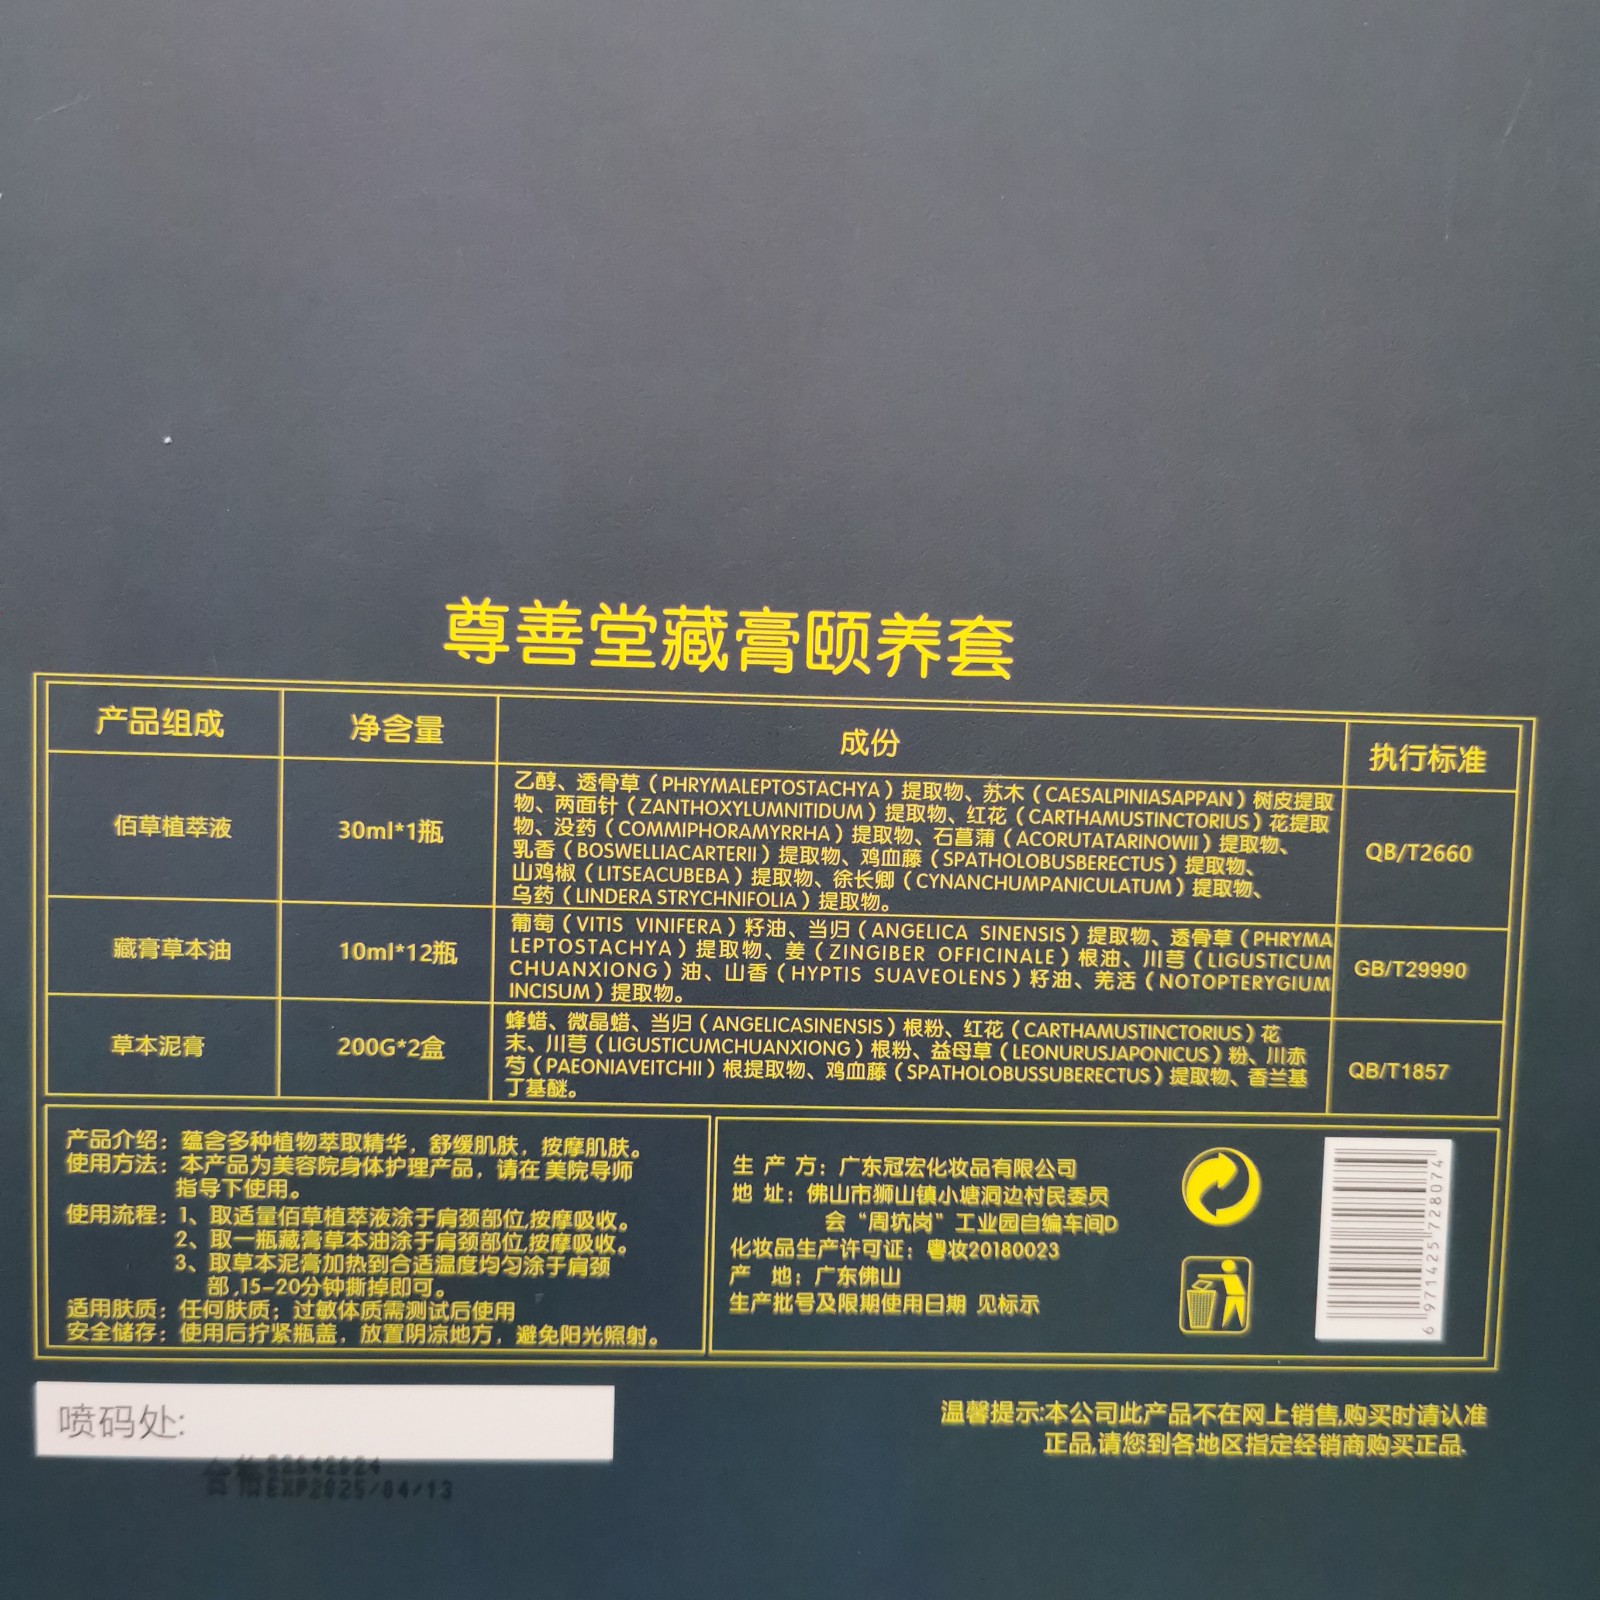 尊善堂藏膏颐养套
产品组成 净含量 成份 执行标准
佰草植萃液 30ml*1瓶
乙醇、透骨草（PHRYMALEPTOSTACHYA）提取物、苏木（CAESALPINIASAPPAN）树皮提取
物、两面针（ZANTHOXYLUMNITIDUM）提取物、红花（CARTHAMUSTINCTORIUS）花提取
物、没药（COMMIPHORAMYRRHA）提取物、石菖蒲（ACORUTATARINOWII）提取物、
乳香（BOSWELLIACARTERII）提取物、鸡血藤（SPATHOLOBUSBERECTUS）提取物、
山鸡椒（LITSEACUBEBA）提取物、徐长卿（CYNANCHUMPANICULATUM）提取物、
乌药（LINDERA STRYCHNIFOLIA）提取物。
QB/T2660
藏膏草本油 10ml*12瓶
葡萄（VITIS VINIFERA）籽油、当归（ANGELICA SINENSIS）提取物、透骨草（PHRYMA
LEPTOSTACHYA）提取物、姜（ZINGIBER OFFICINALE）根油、川芎（LIGUSTICUM
CHUANXIONG）油、山香（HYPTIS SUAVEOLENS）籽油、羌活（NOTOPTERYGIUM
INCISUM）提取物。
GB/T29990
草本泥膏 200G*2盒
蜂蜡、微晶蜡、当归（ANGELICASINENSIS）根粉、红花（CARTHAMUSTINCTORIUS）花
末、川芎（LIGUSTICUMCHUANXIONG）根粉、益母草（LEONURUSJAPONICUS）粉、川赤
芍（PAEONIAVEITCHII）根提取物、鸡血藤（SPATHOLOBUSSUBERECTUS）提取物、香兰基
丁基醚。
QB/T1857
产品介绍：蕴含多种植物萃取精华，舒缓肌肤，按摩肌肤。
使用方法：本产品为美容院身体护理产品，请在 美院导师
指导下使用。
使用流程：1、取适量佰草植萃液涂于肩颈部位,按摩吸收。
2、取一瓶藏膏草本油涂于肩颈部位,按摩吸收。
3、取草本泥膏加热到合适温度均匀涂于肩颈
部,15-20分钟撕掉即可。
适用肤质：任何肤质；过敏体质需测试后使用
安全储存：使用后拧紧瓶盖，放置阴凉地方，避免阳光照射。
生 产 方：广东冠宏化妆品有限公司
地 址：佛山市狮山镇小塘洞边村民委员
会“周坑岗”工业园自编车间D
化妆品生产许可证：粤妆20180023
产 地：广东佛山
生产批号及限期使用日期 见标示
6 971425 728074
喷码处:
EXP2025/04/13
温馨提示:本公司此产品不在网上销售,购买时请认准
正品,请您到各地区指定经销商购买正品.